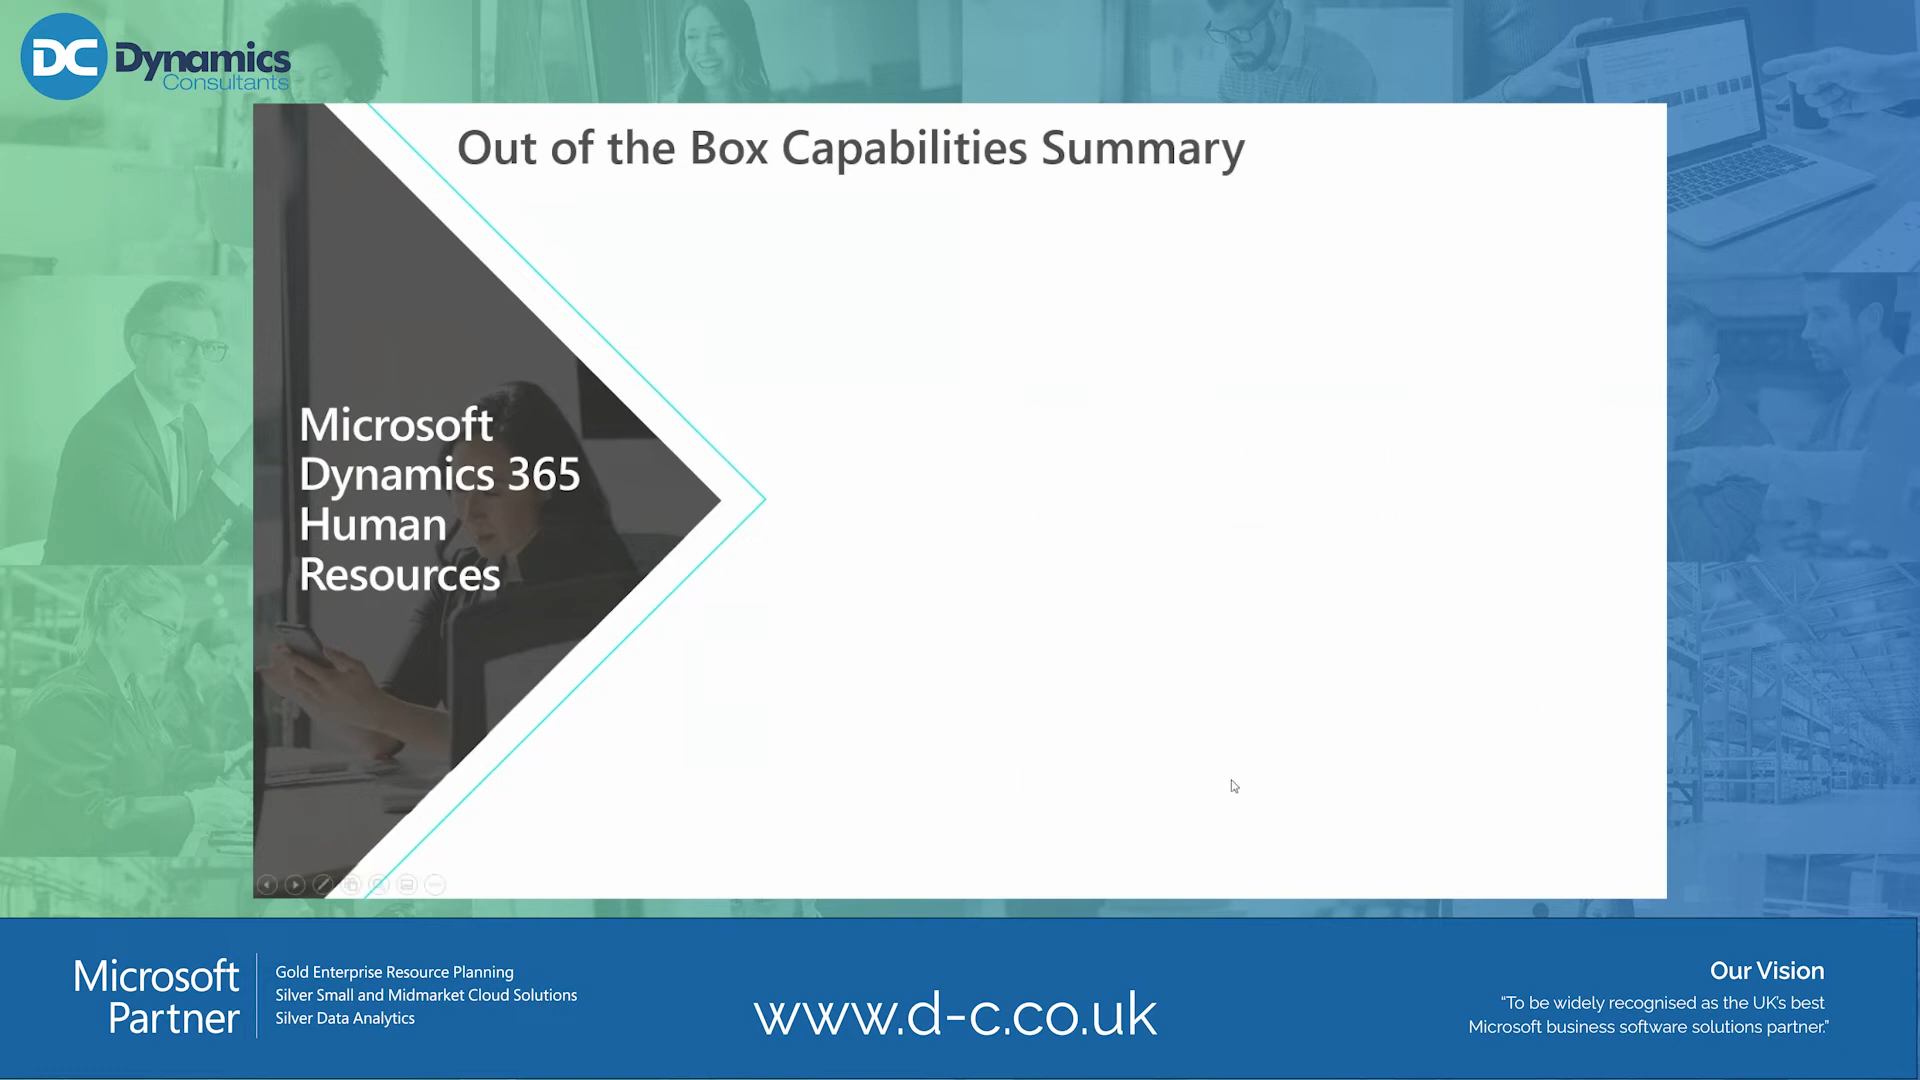 DC Dynamics
Consultants
Out of the Box Capabilities Summary
Microsoft
Dynamics 365
Human
Resources
Microsoft
Partner
Gold Enterprise Resource Planning
Silver Small and Midmarket Cloud Solutions
Silver Data Analytics
www.d-c.co.uk
Our Vision
“To be widely recognised as the UK’s best
Microsoft business software solutions partner.”